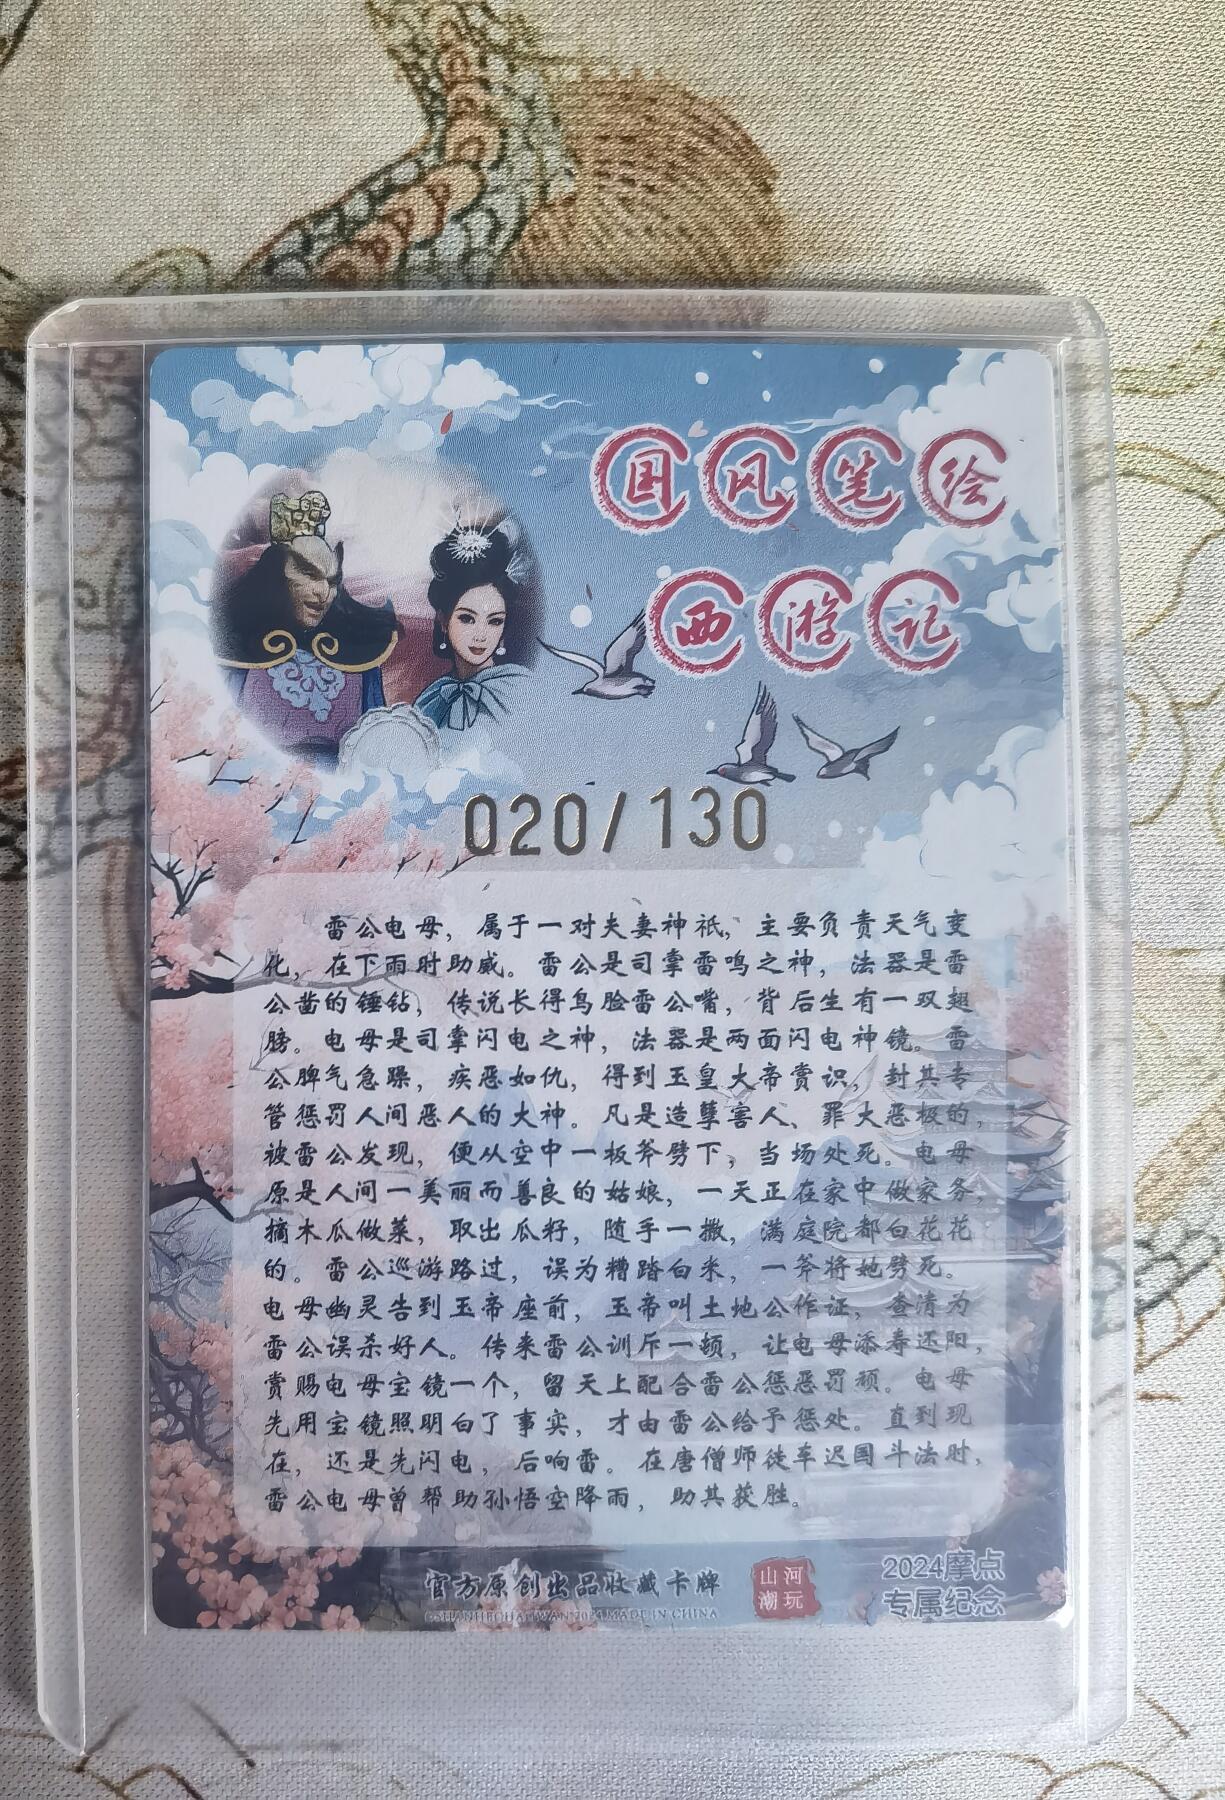 国风笔绘
西游记
020/130
雷公电母，属于一对夫妻神祇，主要负责天气变
化，在下雨时助威。雷公是司掌雷鸣之神，法器是雷
公凿的锤钻，传说长得鸟脸雷公嘴，背后生有一双翅
膀。电母是司掌闪电之神，法器是两面闪电神镜。雷
公脾气急躁，疾恶如仇，得到玉皇大帝赏识，封其专
管惩罚人间恶人的大神。凡是造孽害人、罪大恶极的，
被雷公发现，便从空中一板斧劈下，当场处死。电母
原是人间一美丽而善良的姑娘，一天正在家中做家务，
摘木瓜做菜，取出瓜籽，随手一撒，满庭院都白花花
的。雷公巡游路过，误为糟踏白米，一斧将她劈死。
电母幽灵告到玉帝座前，玉帝叫土地公作证，查清为
雷公误杀好人。传来雷公训斥一顿，让电母添寿还阳，
赏赐电母宝镜一个，留天上配合雷公惩恶罚顽。电母
先用宝镜照明白了事实，才由雷公给予惩处。直到现
在，还是先闪电，后响雷。在唐僧师徒车迟国斗法时，
雷公电母曾帮助孙悟空降雨，助其获胜。
官方原创出品收藏卡牌
©SHANHECHAOWAN 2024 MADE IN CHINA
山河
潮玩
2024摩点
专属纪念